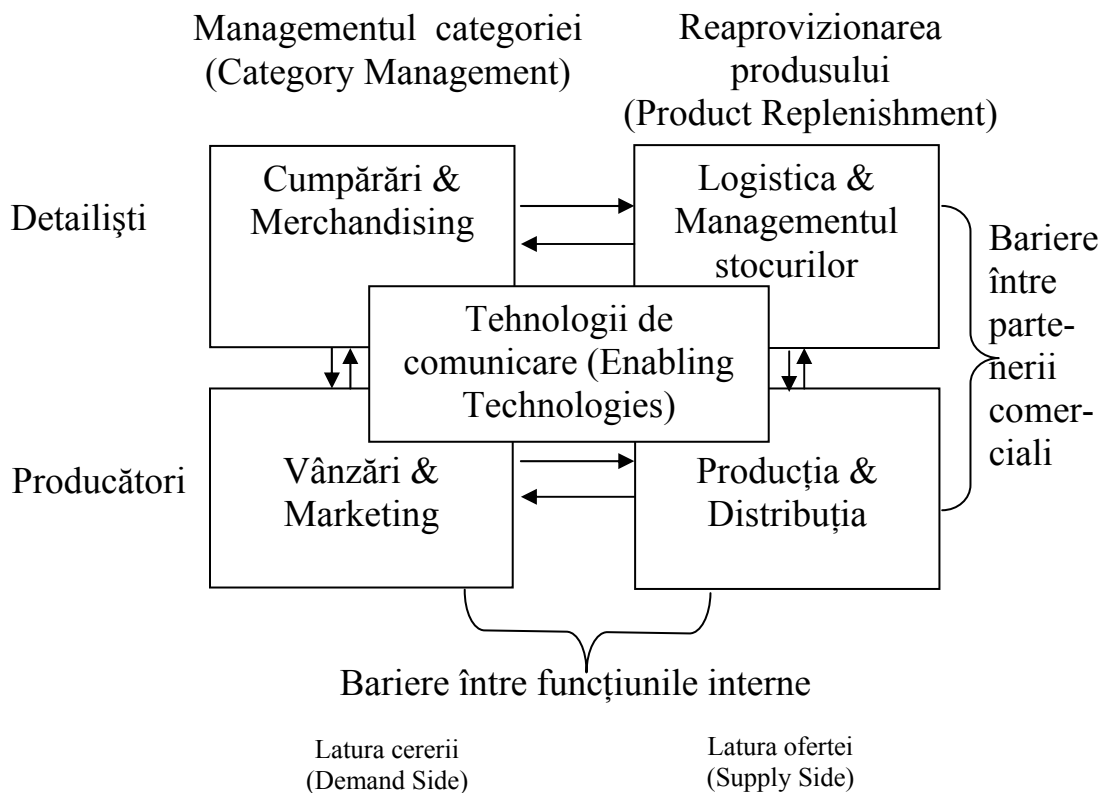 Managementul categoriei
(Category Management)
Reaprovizionarea
produsului
(Product Replenishment)
Detailişti
Cumpărări &
Merchandising
Logistica &
Managementul
stocurilor
Bariere
între
parte-
nerii
comer-
ciali
Tehnologii de
comunicare (Enabling
Technologies)
Producători
Vânzări &
Marketing
Producția &
Distribuția
Bariere între funcțiunile interne
Latura cererii
(Demand Side)
Latura ofertei
(Supply Side)